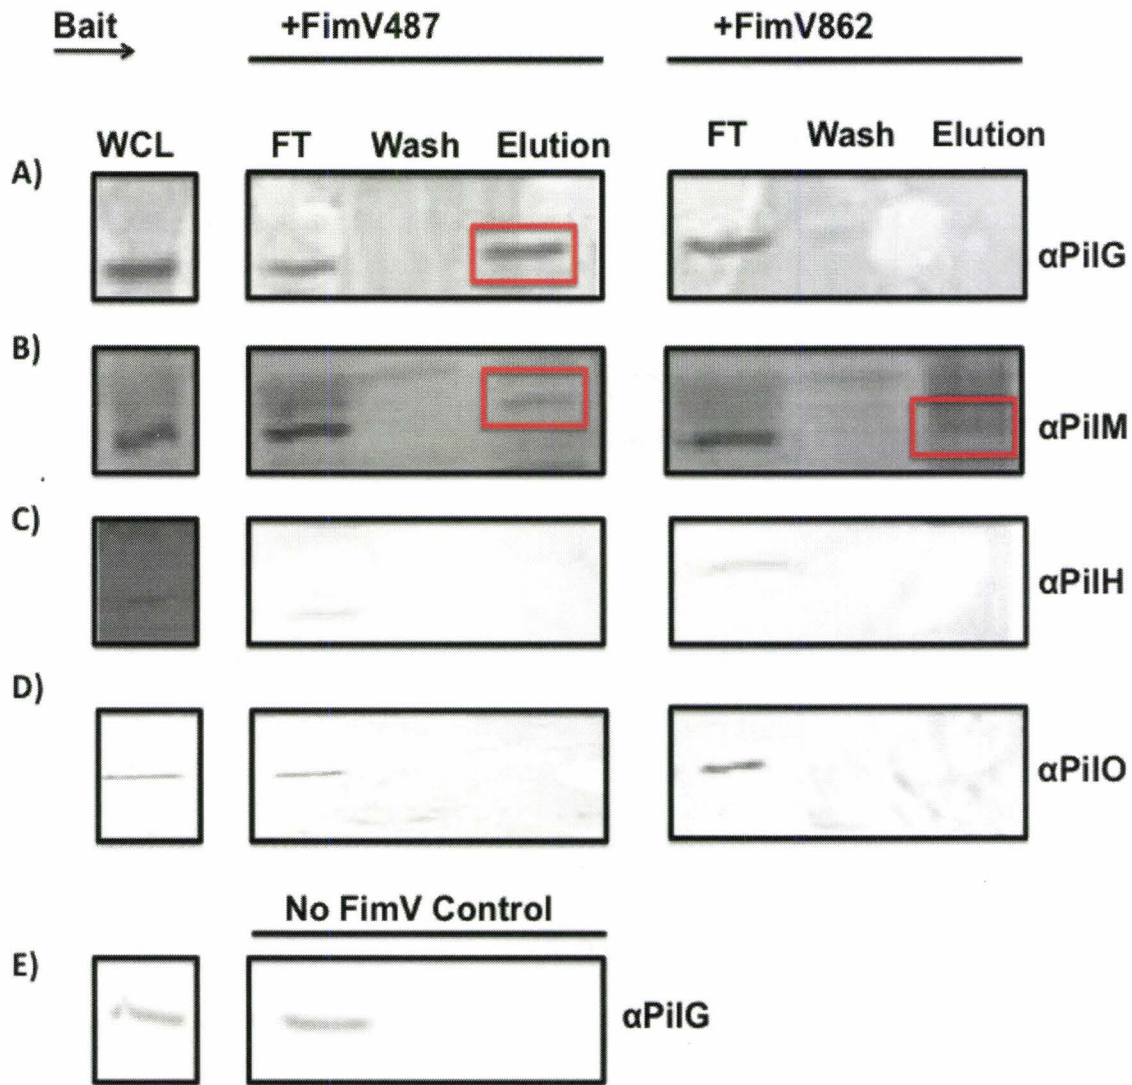 Bait +FimV487 +FimV862
WCL FT Wash Elution FT Wash Elution
A) αPilG
B) αPilM
C) αPilH
D) αPilO
No FimV Control
E) αPilG